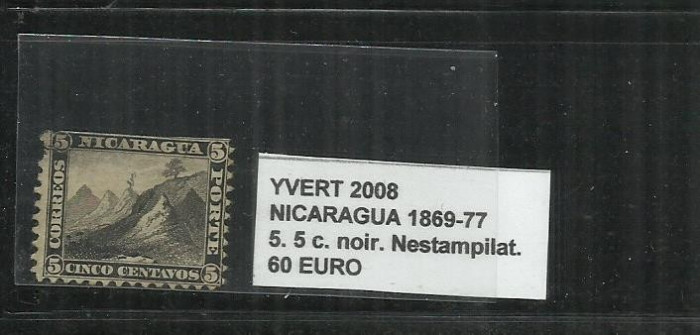 5 NICARAGUA 5
CORREOS
PORTE
5 CINCO CENTAVOS 5
YVERT 2008
NICARAGUA 1869-77
5. 5 c. noir. Nestampilat.
60 EURO